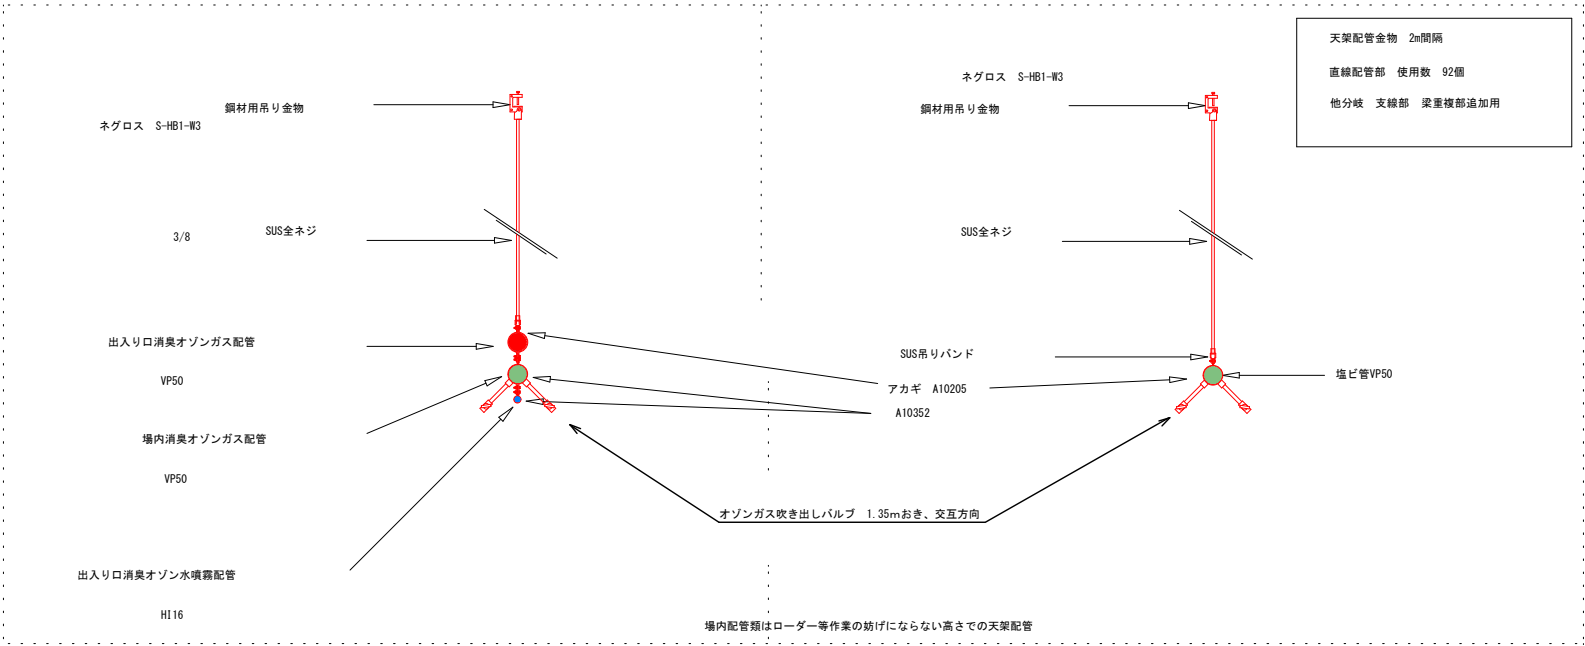 鋼材用吊り金物
ネグロス S-HB1-W3
3/8
SUS全ネジ
出入り口消臭オゾンガス配管
VP50
場内消臭オゾンガス配管
VP50
出入り口消臭オゾン水噴霧配管
HI16
ネグロス S-HB1-W3
鋼材用吊り金物
SUS全ネジ
SUS吊りバンド
アカギ A10205
A10352
塩ビ管VP50
オゾンガス吹き出しバルブ 1.35mおき、交互方向
場内配管類はローダー等作業の妨げにならない高さでの天架配管
天架配管金物 2m間隔
直線配管部 使用数 92個
他分岐 支線部 梁重複部追加用